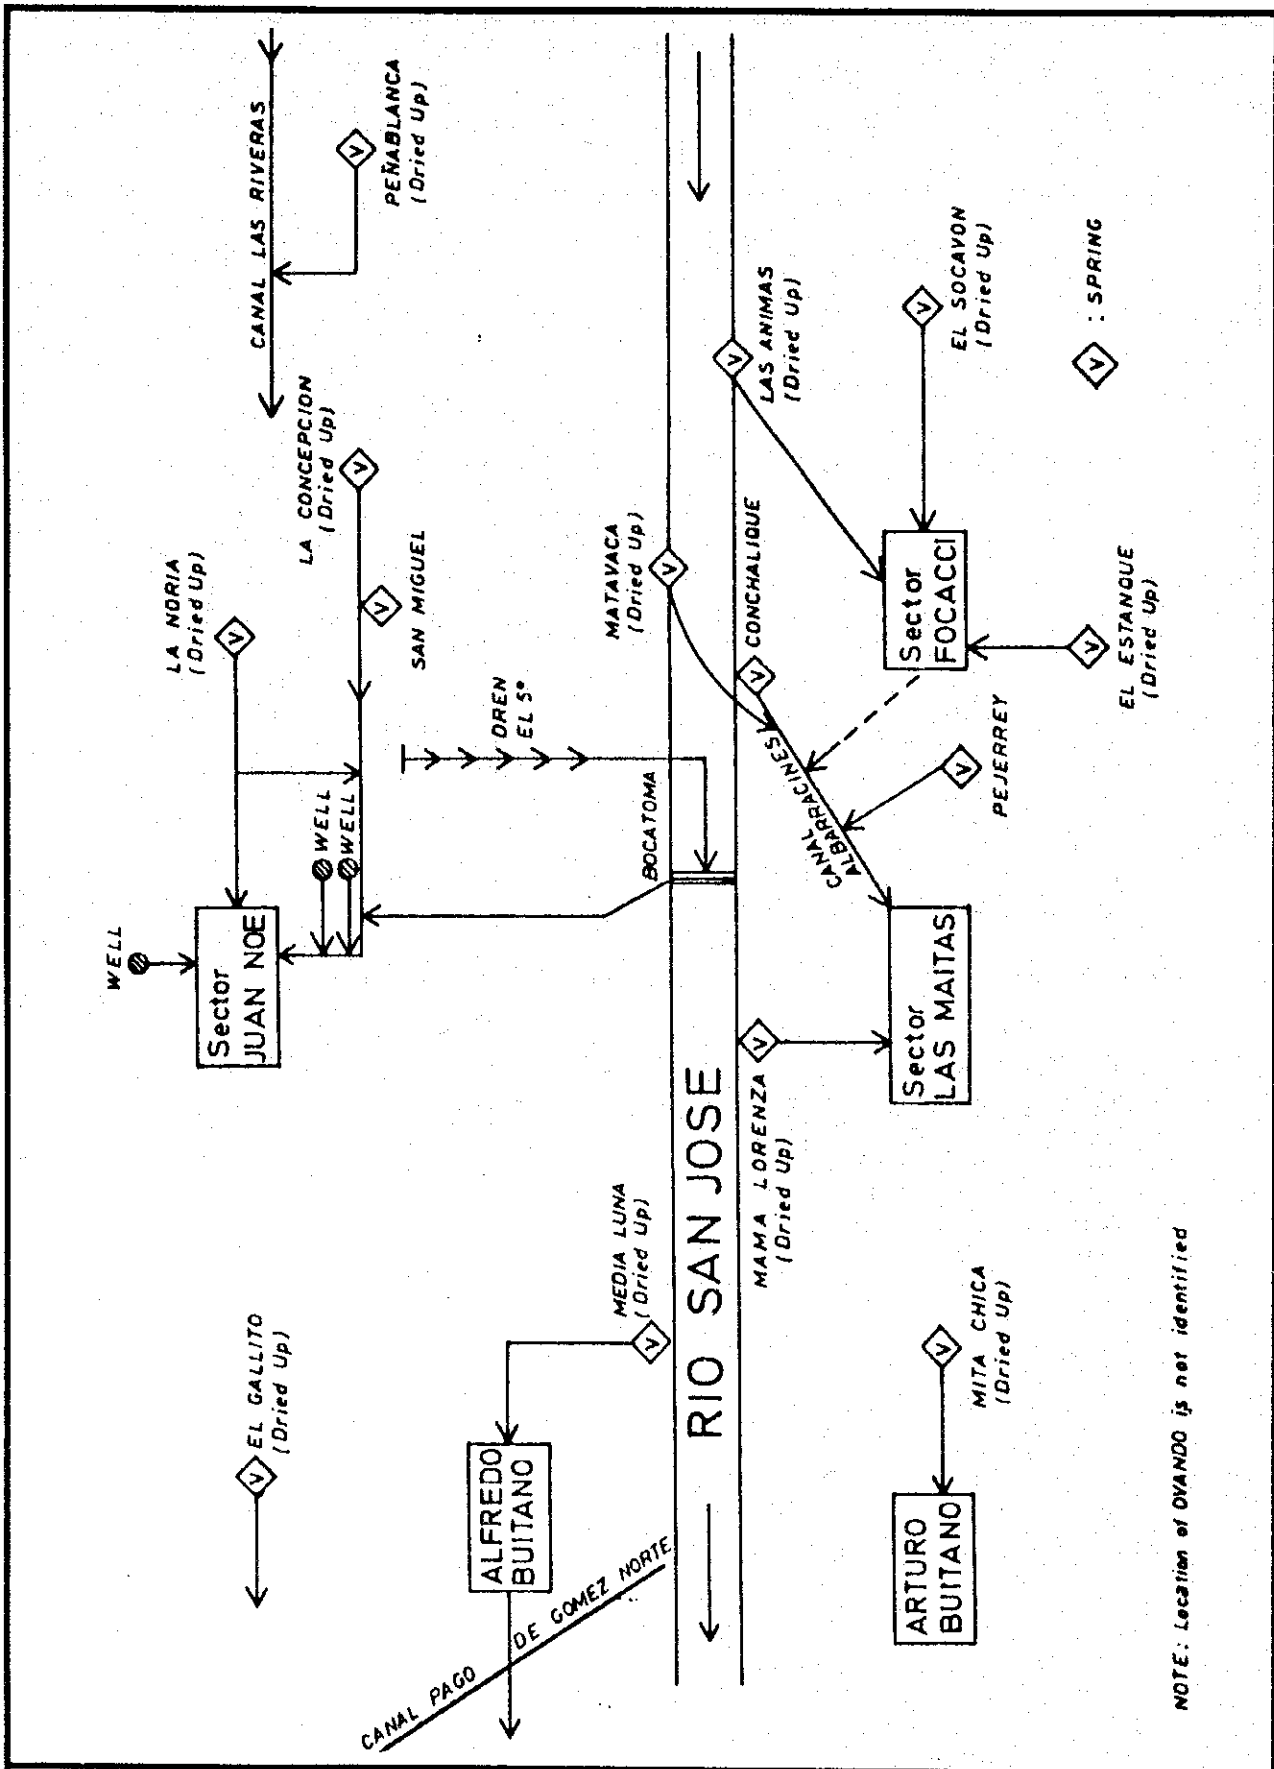 CANAL LAS RIVERAS
PEÑABLANCA
(Dried Up)
LA NORIA
(Dried Up)
LA CONCEPCION
(Dried Up)
SAN MIGUEL
WELL
Sector
JUAN NOE
WELL
WELL
DREN
EL 5°
EL GALLITO
(Dried Up)
ALFREDO
BUITANO
MEDIA LUNA
(Dried Up)
CANAL PAGO DE GOMEZ NORTE
BOCATOMA
MATAVACA
(Dried Up)
RIO SAN JOSE
LAS ANIMAS
(Dried Up)
CONCHALIQUE
CANAL
ALBARRACINES
MAMA LORENZA
(Dried Up)
Sector
LAS MAITAS
Sector
FOCACCI
EL SOCAVON
(Dried Up)
PEJERREY
EL ESTANQUE
(Dried Up)
MITA CHICA
(Dried Up)
ARTURO
BUITANO
V : SPRING
NOTE: Location of OVANDO is not identified